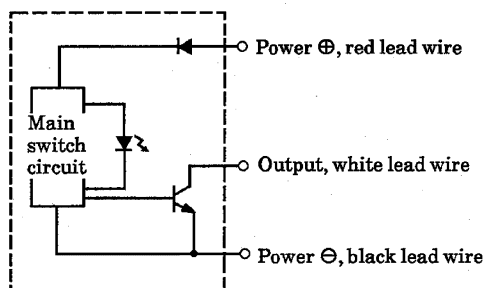 Power ⊕, red lead wire
Main
switch
circuit
Output, white lead wire
Power ⊖, black lead wire